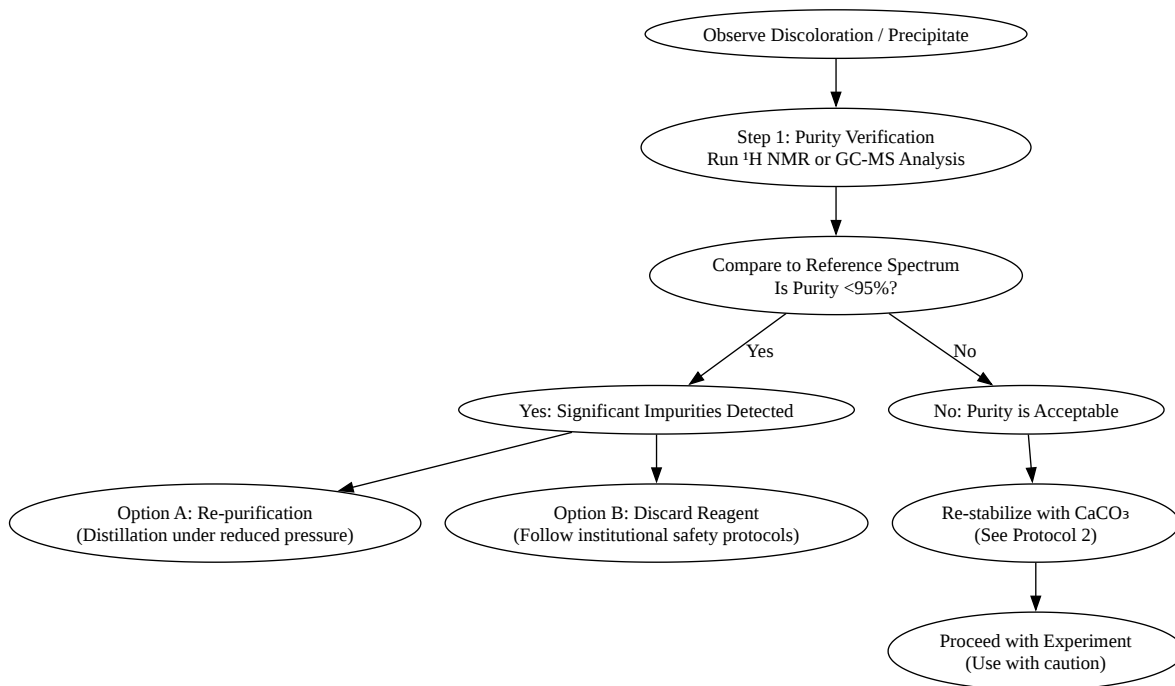 Observe Discoloration / Precipitate
Step 1: Purity Verification
Run ¹H NMR or GC-MS Analysis
Compare to Reference Spectrum
Is Purity <95%?
Yes
No
Yes: Significant Impurities Detected
No: Purity is Acceptable
Option A: Re-purification
(Distillation under reduced pressure)
Option B: Discard Reagent
(Follow institutional safety protocols)
Re-stabilize with CaCO₃
(See Protocol 2)
Proceed with Experiment
(Use with caution)